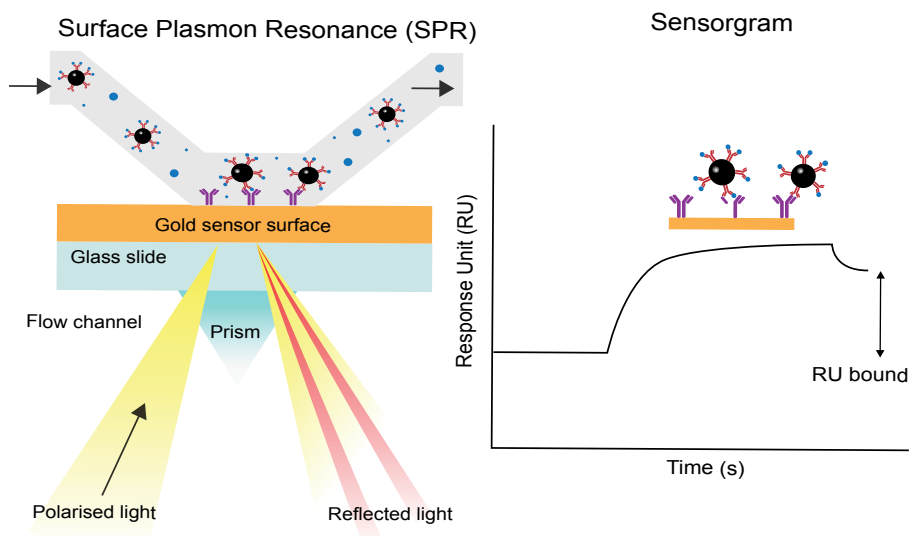 Surface Plasmon Resonance (SPR)
Gold sensor surface
Glass slide
Flow channel
Prism
Polarised light
Reflected light
Sensorgram
Response Unit (RU)
RU bound
Time (s)